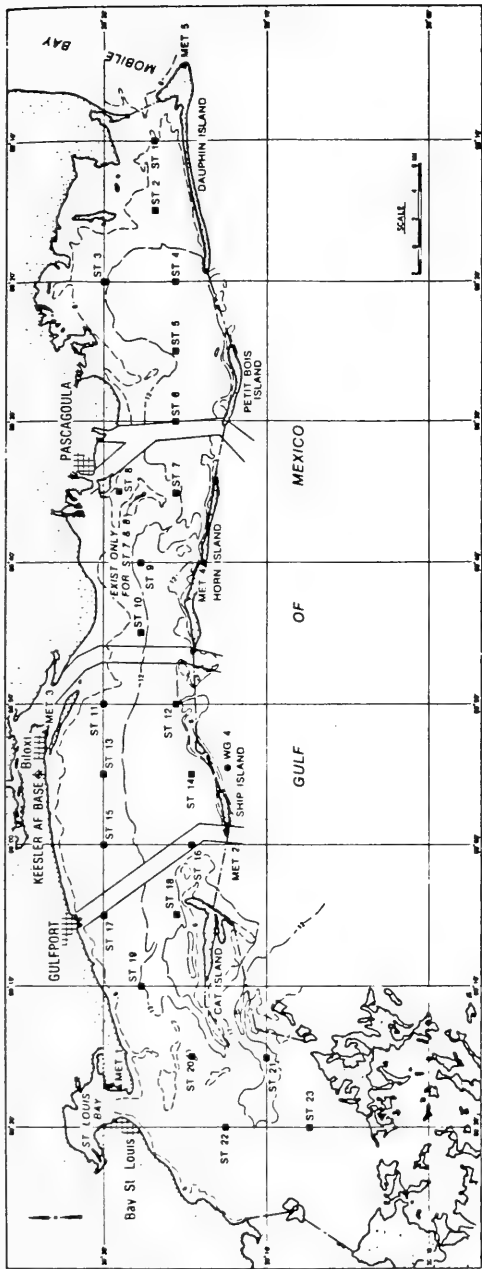 BAY
MOBILE
MET 5
ST 1
ST 2
DAUPHIN ISLAND
ST 3
ST 4
SCALE
ST 5
PASCAGOULA
ST 6
PETIT BOIS
ISLAND
ST 8
EXIST ONLY
FOR ST 7 & 8)
ST 7
ST 9
MET 4
HORN ISLAND
ST 10
MET 3
ST 11
ST 12
Biloxi
KEESLER AF BASE
ST 13
ST 14
WG 4
SHIP ISLAND
ST 15
ST 16
MET 2
GULFPORT
ST 17
ST 18
ST 19
CAT ISLAND
MET 1
ST LOUIS
BAY
Bay St Louis
ST 20
ST 21
ST 22
ST 23
GULF
OF
MEXICO